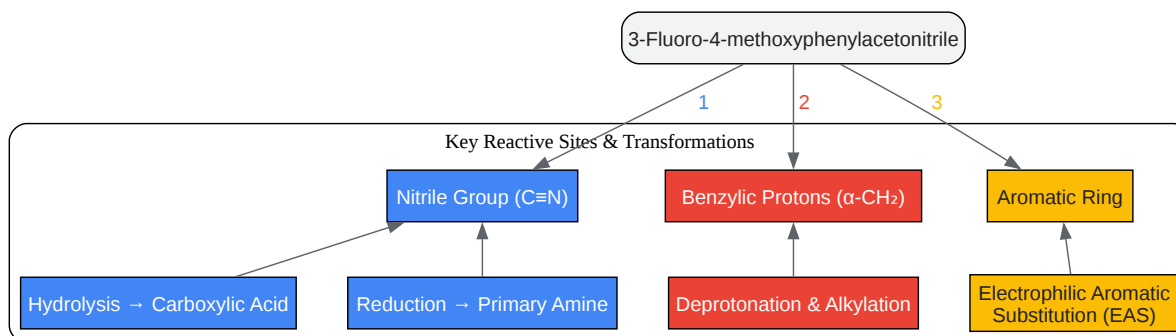 3-Fluoro-4-methoxyphenylacetonitrile
1
2
3
Key Reactive Sites & Transformations
Nitrile Group (C≡N)
Benzylic Protons (α-CH₂)
Aromatic Ring
Hydrolysis → Carboxylic Acid
Reduction → Primary Amine
Deprotonation & Alkylation
Electrophilic Aromatic
Substitution (EAS)